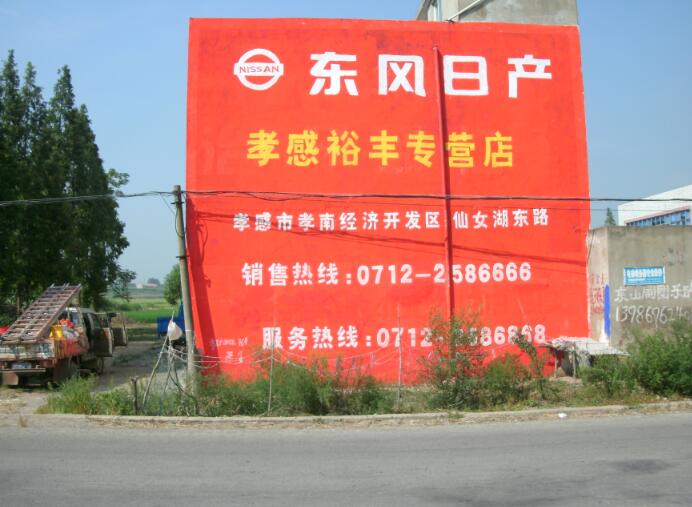 NISSAN 东风日产
孝感裕丰专营店
孝感市孝南经济开发区仙女湖东路
销售热线:0712-2586666
服务热线:0712-2586868